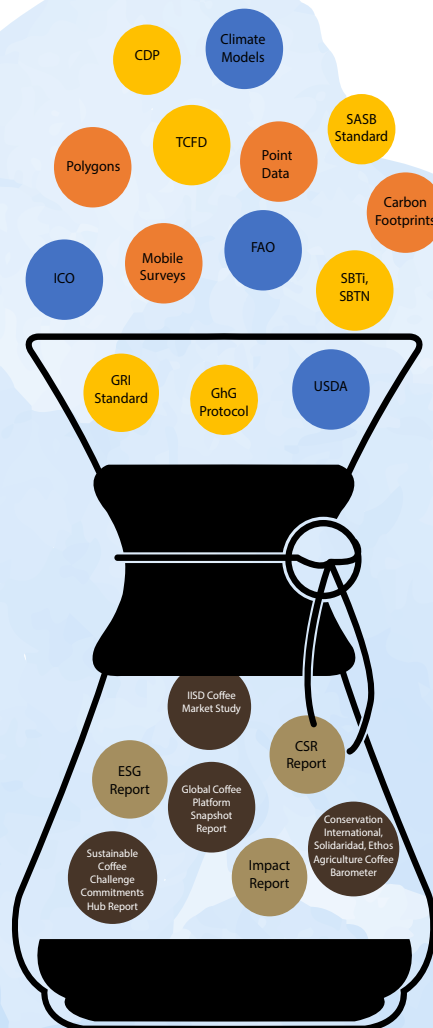 CDP
Climate
Models
TCFD
SASB
Standard
Polygons
Point
Data
Carbon
Footprints
ICO
Mobile
Surveys
FAO
SBTi,
SBTN
GRI
Standard
GhG
Protocol
USDA
IISD Coffee
Market Study
CSR
Report
ESG
Report
Global Coffee
Platform
Snapshot
Report
Conservation
International,
Solidaridad, Ethos
Agriculture Coffee
Barometer
Sustainable
Coffee
Challenge
Commitments
Hub Report
Impact
Report